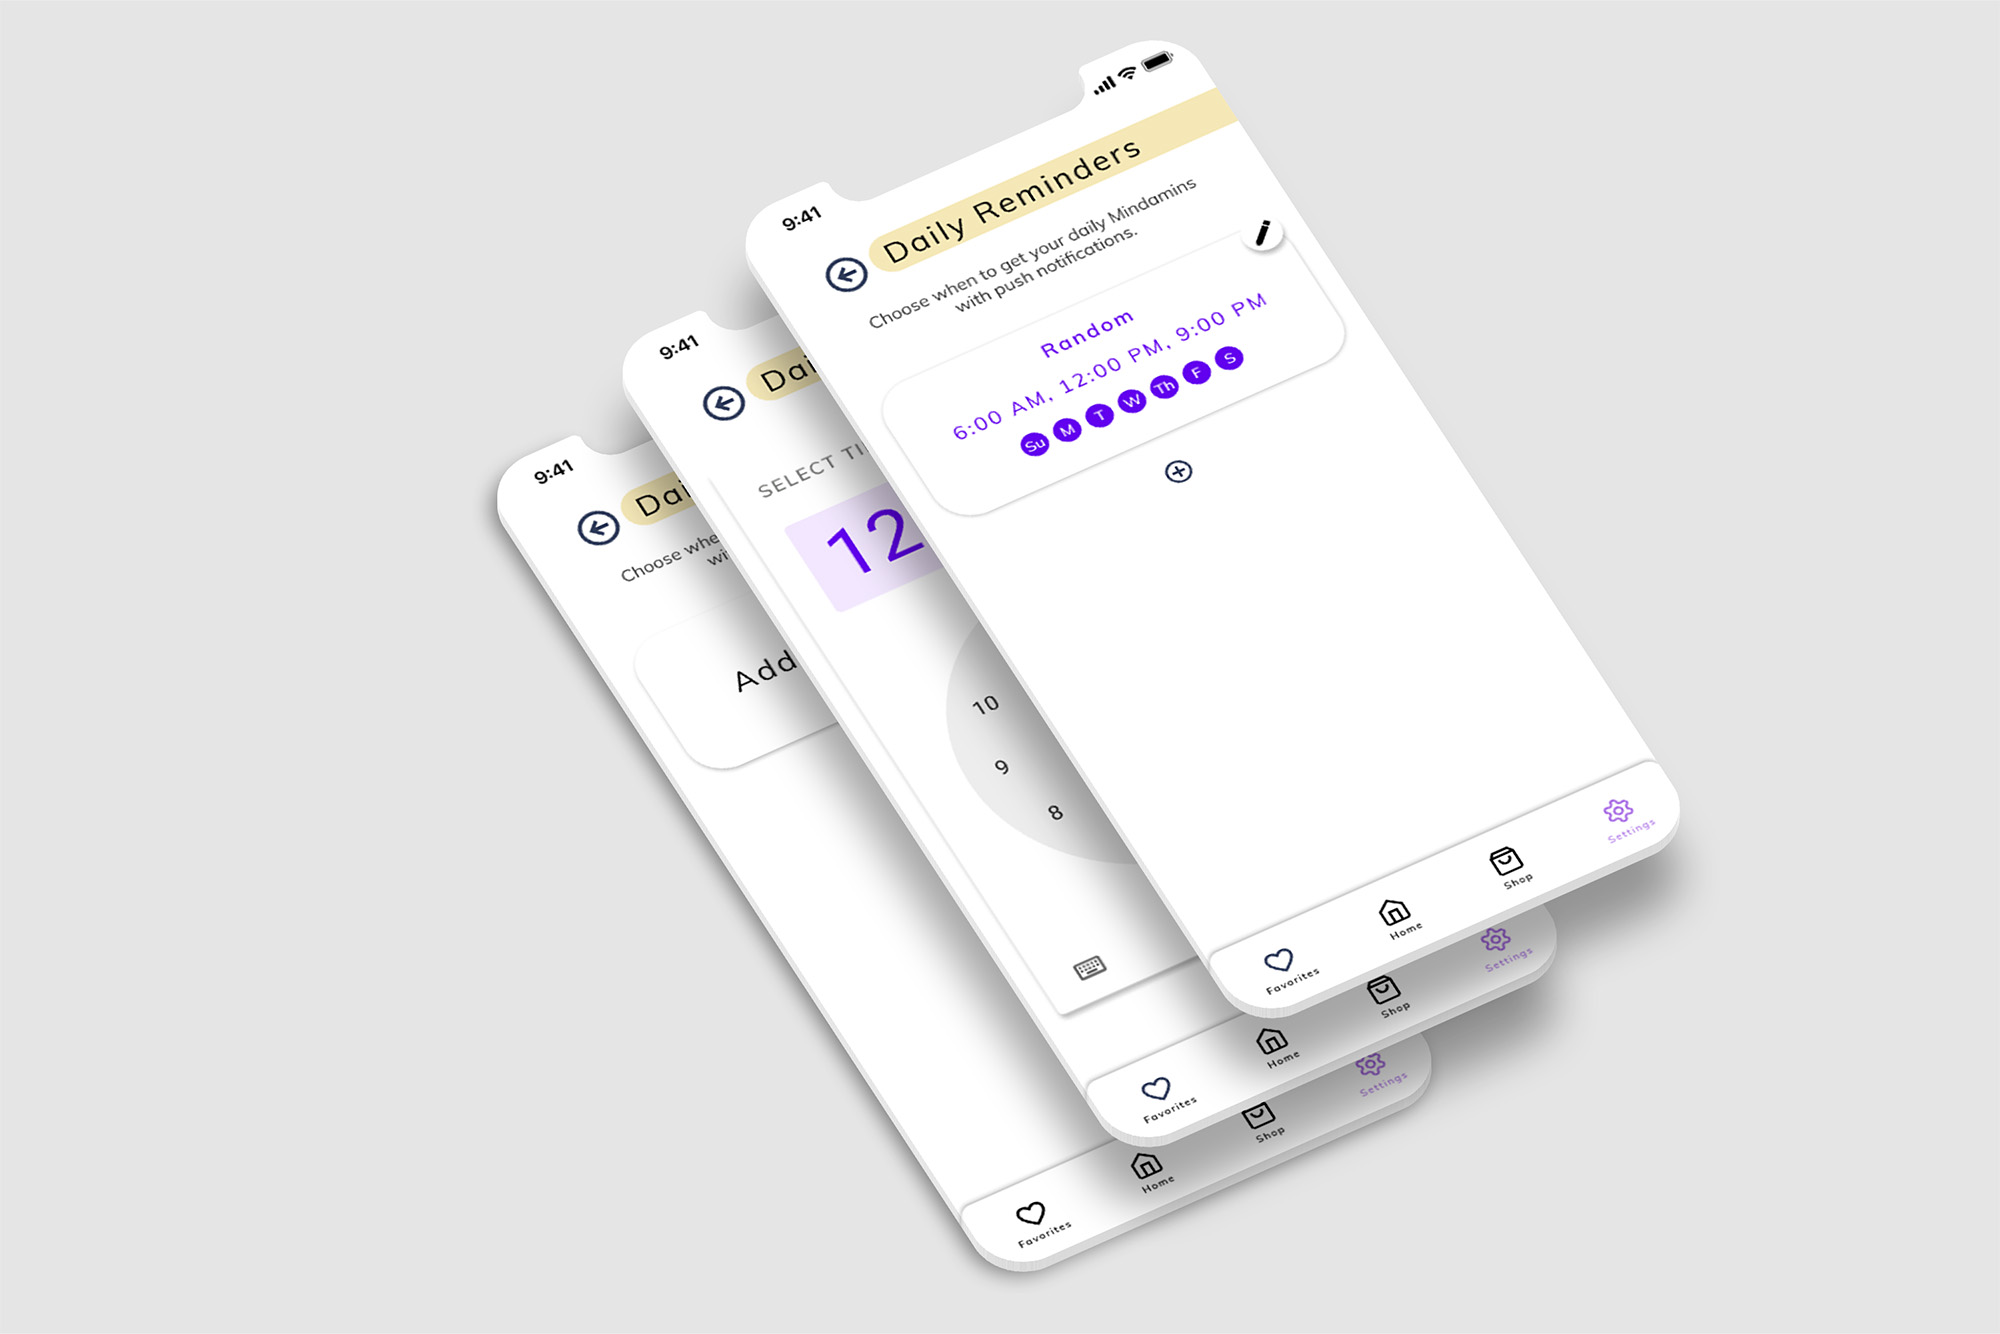 9:41
Daily Reminders
Choose when to get your daily Mindamins
with push notifications.
Random
6:00 AM, 12:00 PM, 9:00 PM
Su M T W Th F S
Favorites
Home
Shop
Settings
9:41
Dai
SELECT TI
12
10
9
8
Favorites
Home
Shop
Settings
9:41
Dai
Choose whe
wi
Add
Favorites
Home
Shop
Settings